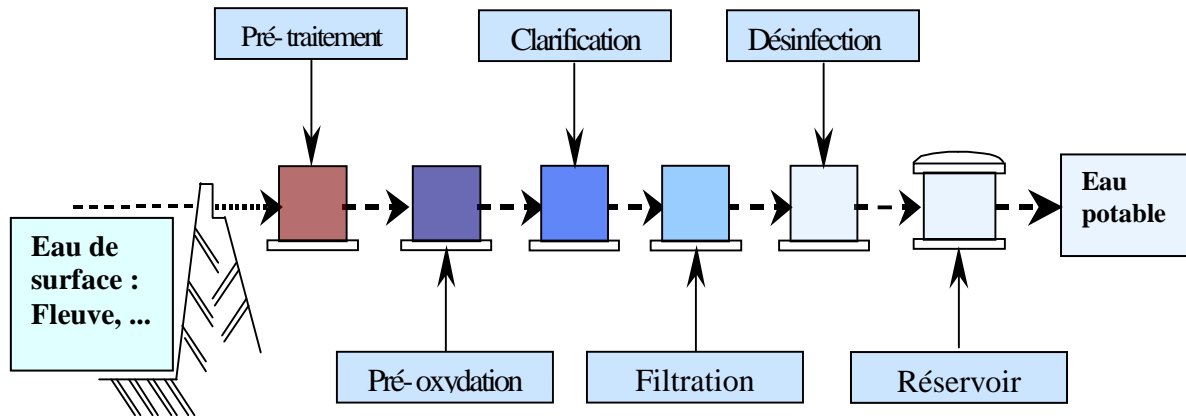 Pré-traitement
Clarification
Désinfection
Eau de
surface :
Fleuve, ...
Eau
potable
Pré-oxydation
Filtration
Réservoir